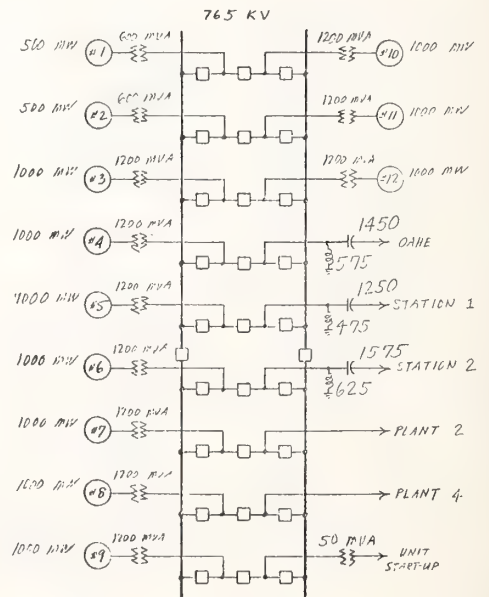 765 KV
500 MW #1 600 MVA 1200 MVA #10 1000 MW
500 MW #2 600 MVA 1200 MVA #11 1000 MW
1000 MW #3 1200 MVA 1200 MVA #12 1000 MW
1000 MW #4 1200 MVA 1450 OAHE
575
1000 MW #5 1200 MVA 1250 STATION 1
475
1000 MW #6 1200 MVA 1575 STATION 2
625
1000 MW #7 1200 MVA PLANT 2
1000 MW #8 1200 MVA PLANT 4
1000 MW #9 1200 MVA 50 MVA UNIT
START-UP